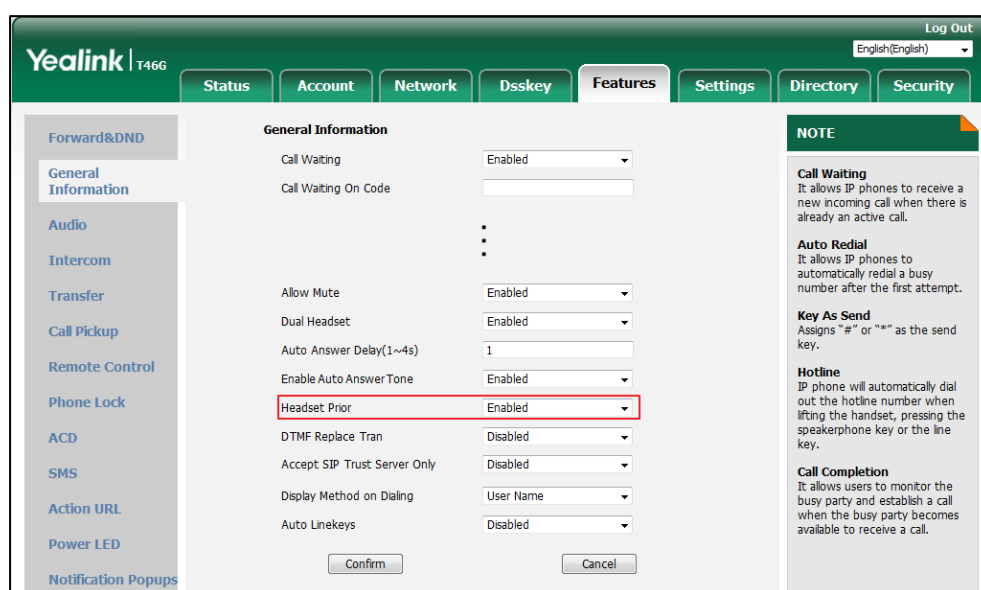 Log Out
Yealink | T46G
English(English)
Status Account Network Dsskey Features Settings Directory Security
Forward&DND
General
Information
Audio
Intercom
Transfer
Call Pickup
Remote Control
Phone Lock
ACD
SMS
Action URL
Power LED
Notification Popups
General Information
Call Waiting Enabled
Call Waiting On Code
Allow Mute Enabled
Dual Headset Enabled
Auto Answer Delay(1~4s) 1
Enable Auto Answer Tone Enabled
Headset Prior Enabled
DTMF Replace Tran Disabled
Accept SIP Trust Server Only Disabled
Display Method on Dialing User Name
Auto Linekeys Disabled
Confirm Cancel
NOTE
Call Waiting
It allows IP phones to receive a
new incoming call when there is
already an active call.
Auto Redial
It allows IP phones to
automatically redial a busy
number after the first attempt.
Key As Send
Assigns "#" or "*" as the send
key.
Hotline
IP phone will automatically dial
out the hotline number when
lifting the handset, pressing the
speakerphone key or the line
key.
Call Completion
It allows users to monitor the
busy party and establish a call
when the busy party becomes
available to receive a call.